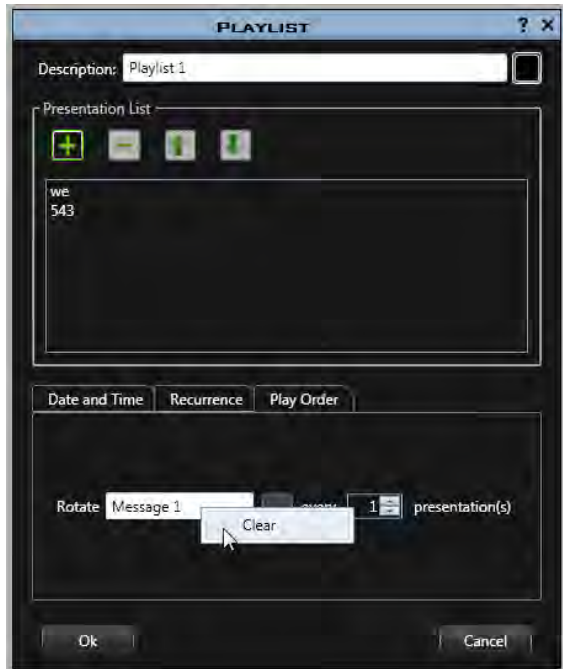 PLAYLIST ? ×
Description: Playlist 1
Presentation List
we
543
Date and Time Recurrence Play Order
Rotate Message 1 every 1 presentation(s)
Clear
Ok Cancel